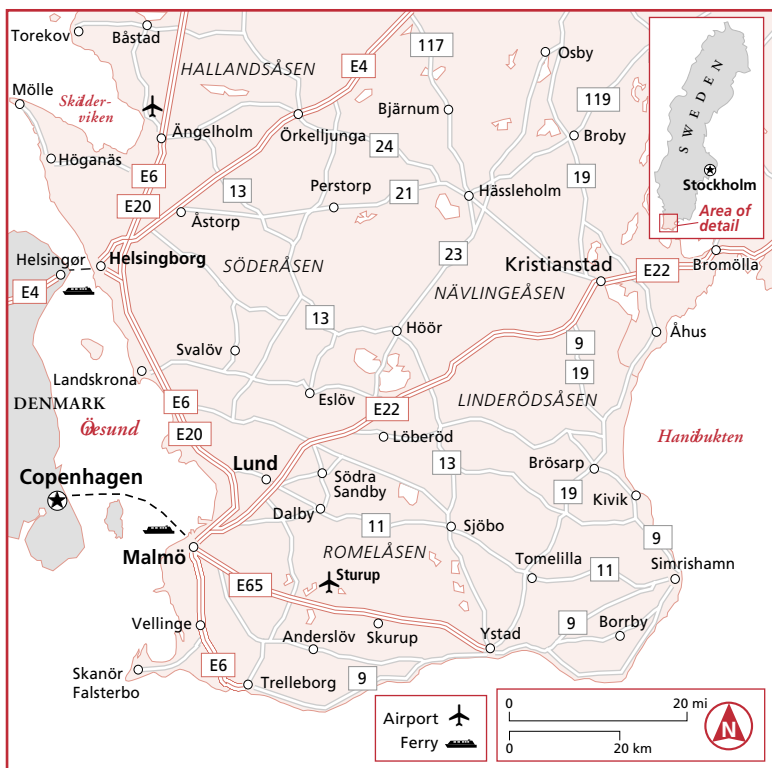 Torekov
Båstad
HALLANDSÅSEN
E4
117
Osby
119
Mölle
Skälder-
viken
Bjärnum
Ängelholm
Örkelljunga
24
Broby
Höganäs
E6
E20
13
Perstorp
21
19
Hässleholm
Åstorp
SWEDEN
Stockholm
Area of
detail
Helsingør
Helsingborg
E4
SÖDERÅSEN
23
Kristianstad
E22
Bromölla
NÄVLINGEÅSEN
13
Höör
9
Åhus
Svalöv
19
Landskrona
Eslöv
E22
LINDERÖDSÅSEN
DENMARK
E6
E20
Öresund
Löberöd
Hanöbukten
Copenhagen
Lund
Södra
Sandby
13
Brösarp
19
Kivik
Dalby
11
Sjöbo
9
Malmö
ROMELÅSEN
E65
Sturup
Tomelilla
11
Simrishamn
Vellinge
Anderslöv
Skurup
Ystad
9
Borrby
Skanör
Falsterbo
E6
Trelleborg
9
Airport
Ferry
0
20 mi
0
20 km
N